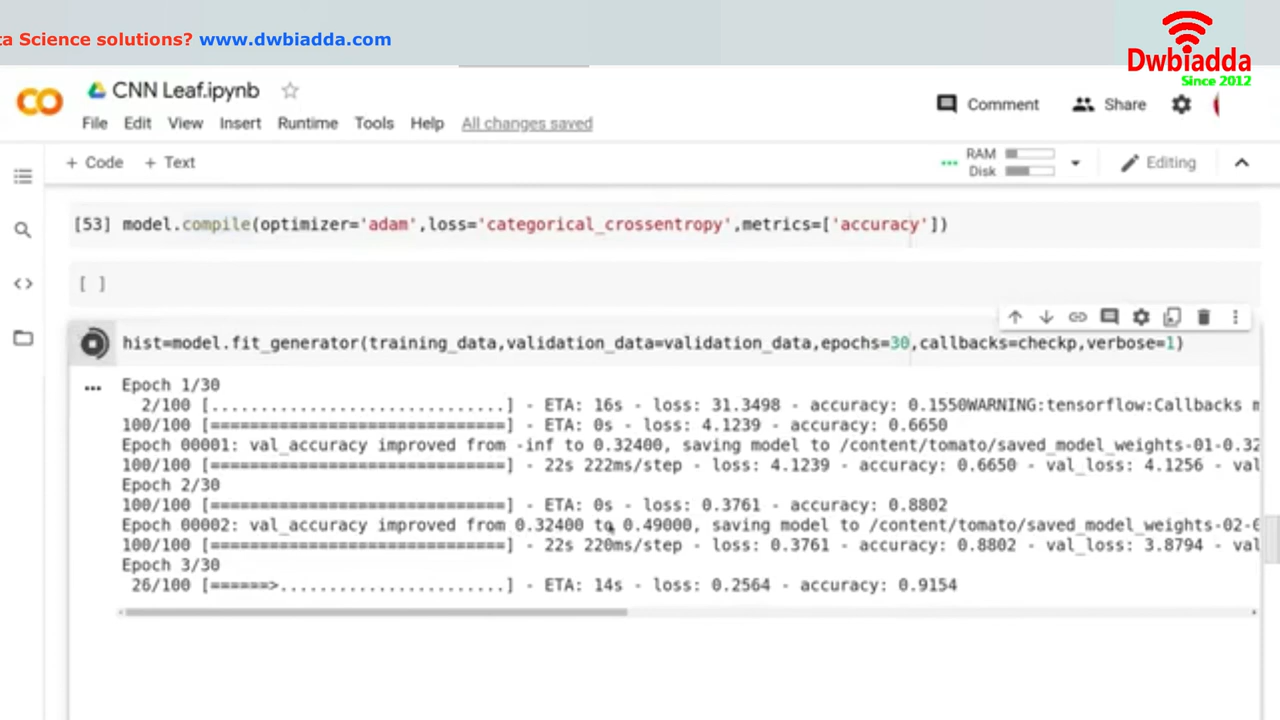 ta Science solutions? www.dwbiadda.com
Dwbiadda
Since 2012
CO CNN Leaf.ipynb
Comment Share
File Edit View Insert Runtime Tools Help All changes saved
+ Code + Text
RAM
Disk
Editing
[53] model.compile(optimizer='adam',loss='categorical_crossentropy',metrics=['accuracy'])
[ ]
hist=model.fit_generator(training_data,validation_data=validation_data,epochs=30,callbacks=checkp,verbose=1)
Epoch 1/30
2/100 [..............................] - ETA: 16s - loss: 31.3498 - accuracy: 0.1550WARNING:tensorflow:Callbacks m
100/100 [==============================] - ETA: 0s - loss: 4.1239 - accuracy: 0.6650
Epoch 00001: val_accuracy improved from -inf to 0.32400, saving model to /content/tomato/saved_model_weights-01-0.32
100/100 [==============================] - 22s 222ms/step - loss: 4.1239 - accuracy: 0.6650 - val_loss: 4.1256 - val
Epoch 2/30
100/100 [==============================] - ETA: 0s - loss: 0.3761 - accuracy: 0.8802
Epoch 00002: val_accuracy improved from 0.32400 to 0.49000, saving model to /content/tomato/saved_model_weights-02-0
100/100 [==============================] - 22s 220ms/step - loss: 0.3761 - accuracy: 0.8802 - val_loss: 3.8794 - val
Epoch 3/30
26/100 [======>.......................] - ETA: 14s - loss: 0.2564 - accuracy: 0.9154